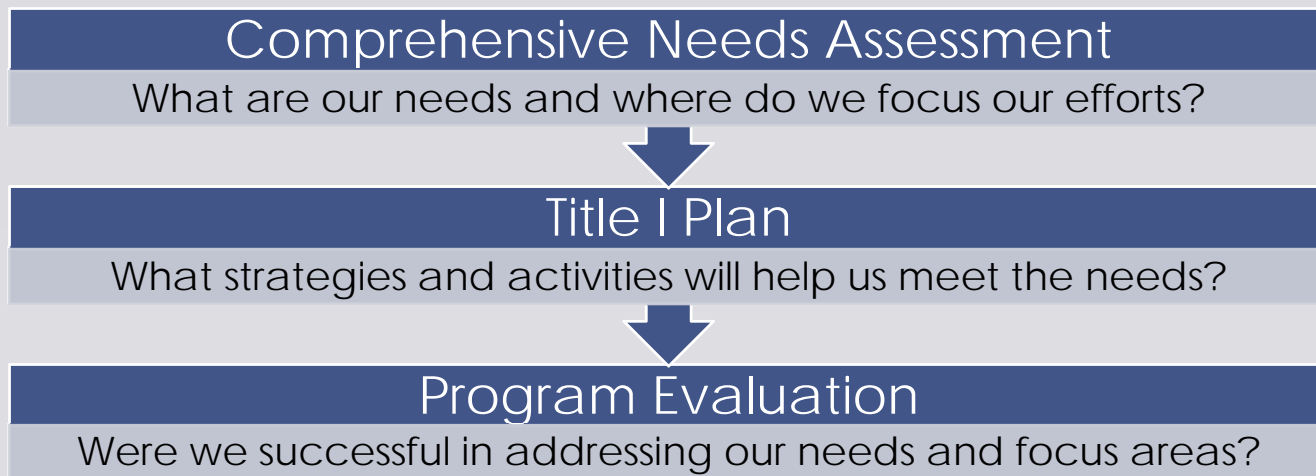 Comprehensive Needs Assessment
What are our needs and where do we focus our efforts?
Title I Plan
What strategies and activities will help us meet the needs?
Program Evaluation
Were we successful in addressing our needs and focus areas?